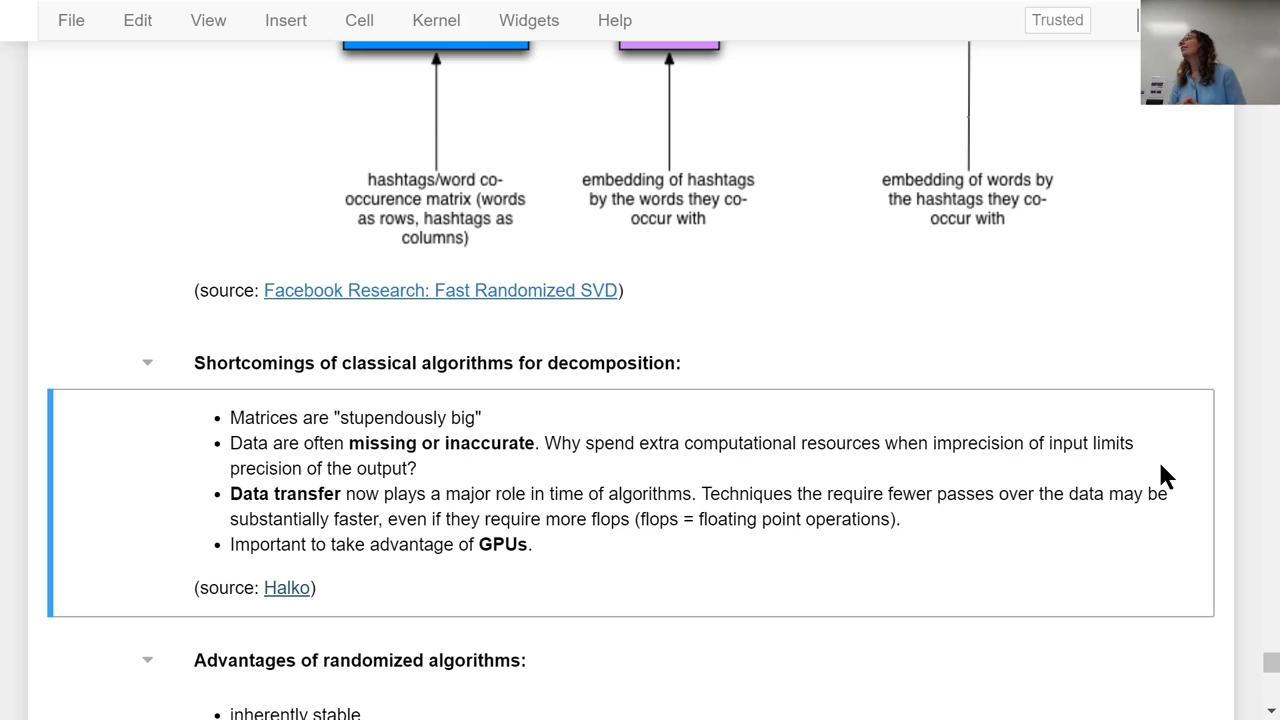 File Edit View Insert Cell Kernel Widgets Help Trusted
hashtags/word co-
occurence matrix (words
as rows, hashtags as
columns)
embedding of hashtags
by the words they co-
occur with
embedding of words by
the hashtags they co-
occur with
(source: Facebook Research: Fast Randomized SVD)
Shortcomings of classical algorithms for decomposition:
• Matrices are "stupendously big"
• Data are often missing or inaccurate. Why spend extra computational resources when imprecision of input limits
precision of the output?
• Data transfer now plays a major role in time of algorithms. Techniques the require fewer passes over the data may be
substantially faster, even if they require more flops (flops = floating point operations).
• Important to take advantage of GPUs.
(source: Halko)
Advantages of randomized algorithms:
• inherently stable